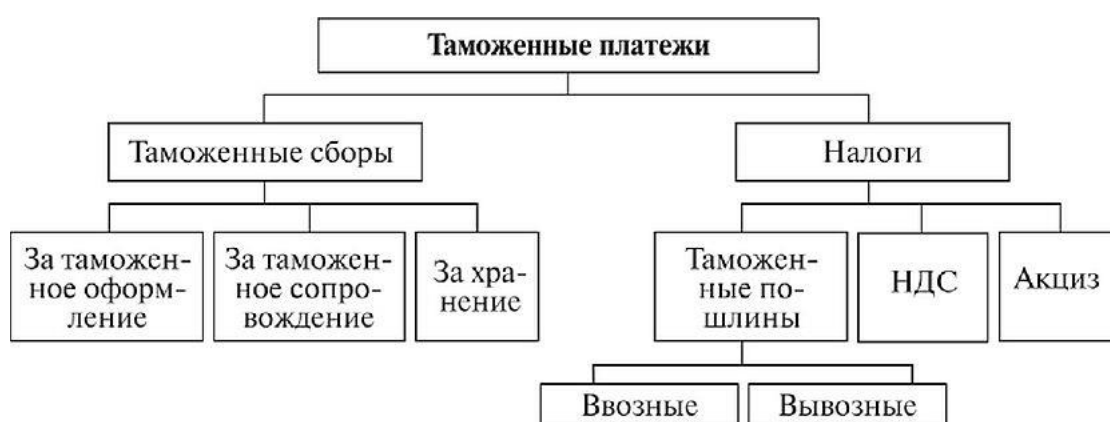 Таможенные платежи
Таможенные сборы
Налоги
За таможен-
ное оформ-
ление
За таможен-
ное сопро-
вождение
За хра-
нение
Таможен-
ные по-
шлины
НДС
Акциз
Ввозные
Вывозные